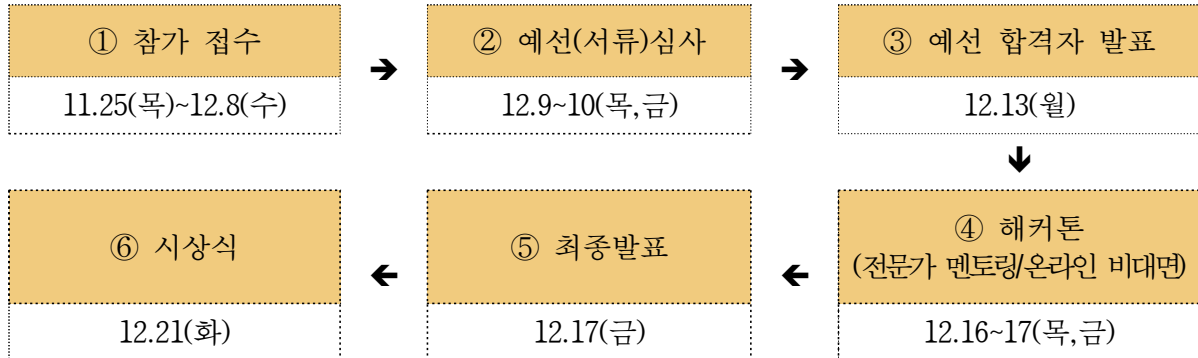 ① 참가 접수
11.25(목)~12.8(수)
② 예선(서류)심사
12.9~10(목,금)
③ 예선 합격자 발표
12.13(월)
④ 해커톤
(전문가 멘토링/온라인 비대면)
12.16~17(목,금)
⑤ 최종발표
12.17(금)
⑥ 시상식
12.21(화)